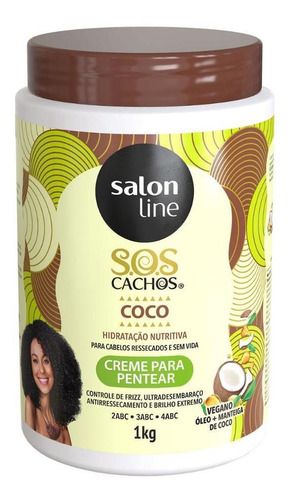 salon
line
S.O.S
CACHOS®
COCO
HIDRATAÇÃO NUTRITIVA
PARA CABELOS RESSECADOS E SEM VIDA
CREME PARA
PENTEAR
CONTROLE DE FRIZZ, ULTRADESEMBARAÇO
ANTIRRESSECAMENTO E BRILHO EXTREMO
2ABC • 3ABC • 4ABC
1kg
VEGANO
ÓLEO + MANTEIGA
DE COCO